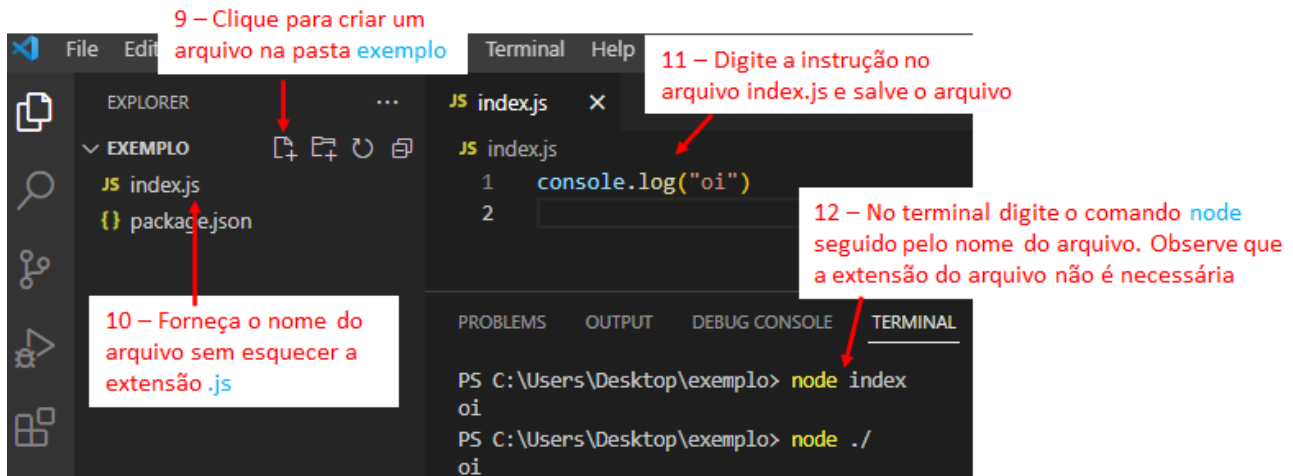 9 – Clique para criar um
arquivo na pasta exemplo
File Edit
Terminal Help
11 – Digite a instrução no
arquivo index.js e salve o arquivo
EXPLORER ...
JS index.js ×
EXEMPLO
JS index.js
JS index.js
{} package.json
1 console.log("oi")
2
12 – No terminal digite o comando node
seguido pelo nome do arquivo. Observe que
a extensão do arquivo não é necessária
10 – Forneça o nome do
arquivo sem esquecer a
extensão .js
PROBLEMS OUTPUT DEBUG CONSOLE TERMINAL
PS C:\Users\Desktop\exemplo> node index
oi
PS C:\Users\Desktop\exemplo> node ./
oi